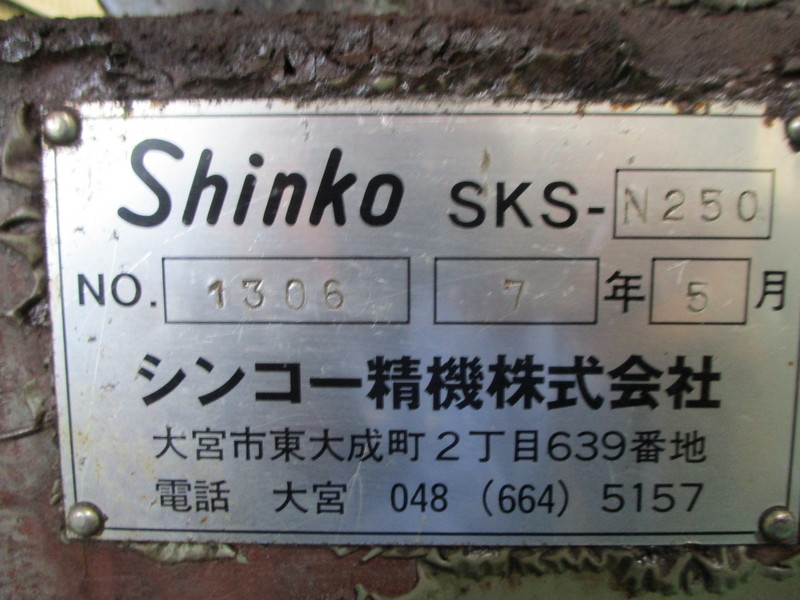 Shinko SKS-N250
NO. 1306 7 年 5 月
シンコー精機株式会社
大宮市東大成町2丁目639番地
電話 大宮 048 (664) 5157